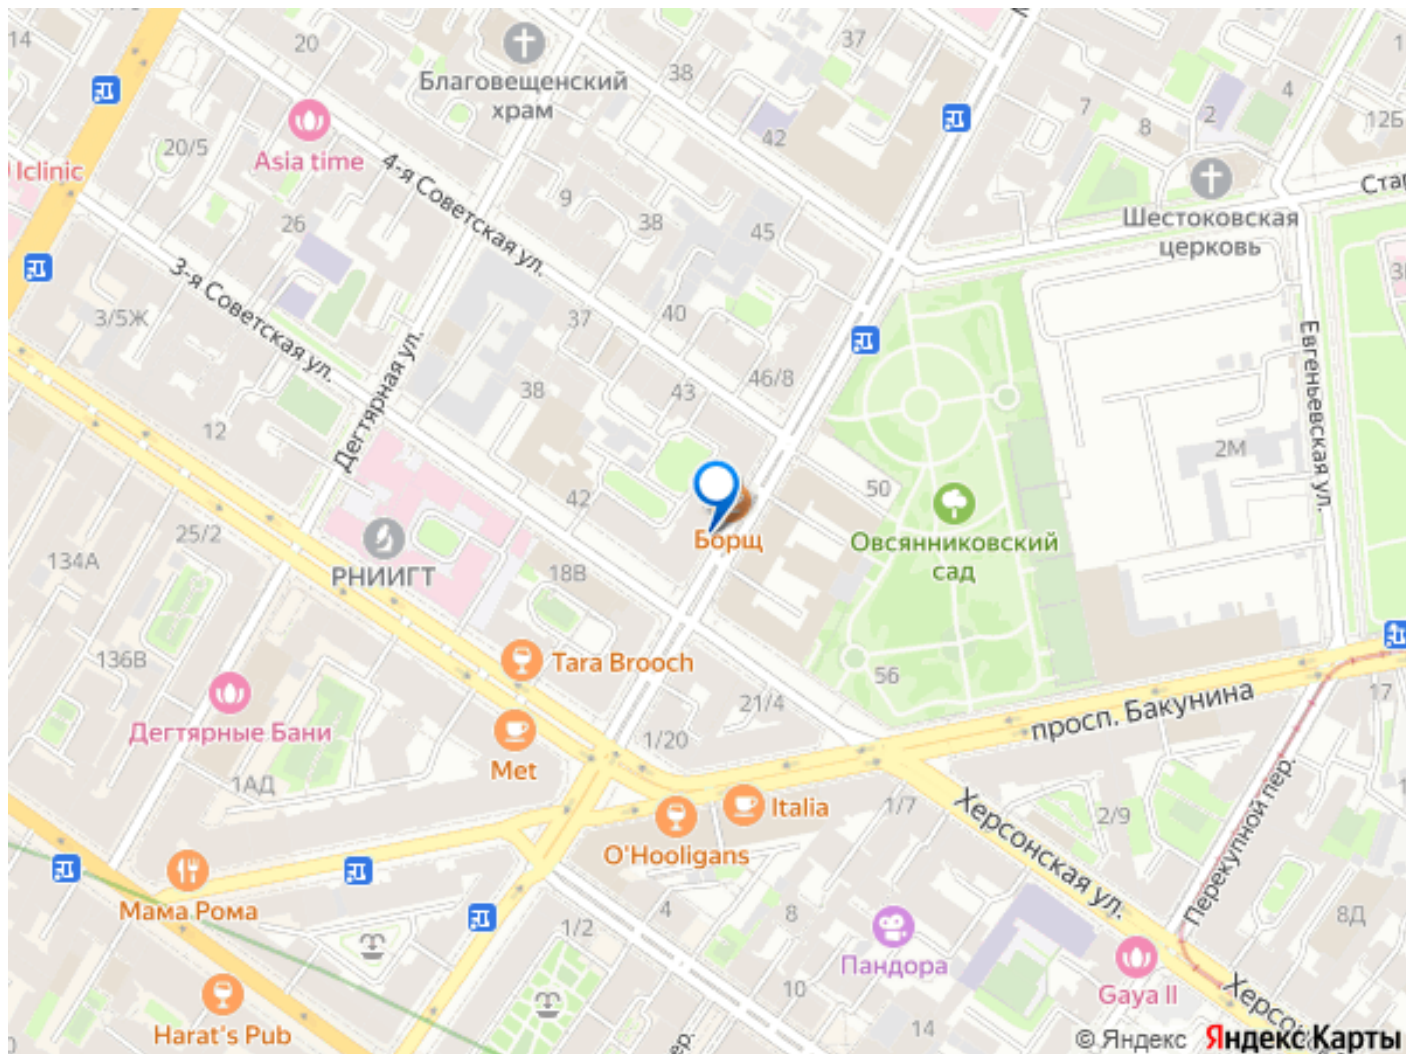 14
20
Благовещенский
храм
38
37
42
7
8
2
4
12Б
20/5
Asia time
Iclinic
4-я Советская ул.
9
38
45
26
Шестоковская
церковь
3-я Советская ул.
3/5Ж
37
40
46/8
43
38
12
Дегтярная ул.
Евгеньевская ул.
2М
50
42
Борщ
Овсянниковский
сад
25/2
134А
РНИИГТ
18В
136В
Tara Brooch
56
Дегтярные Бани
21/4
1/20
просп. Бакунина
17
Met
1АД
Italia
1/7
Херсонская ул.
2/9
Перекупной пер.
O'Hooligans
Мама Рома
4
8
1/2
8Д
Пандора
10
Gaya II
Harat's Pub
14
© Яндекс Яндекс Карты